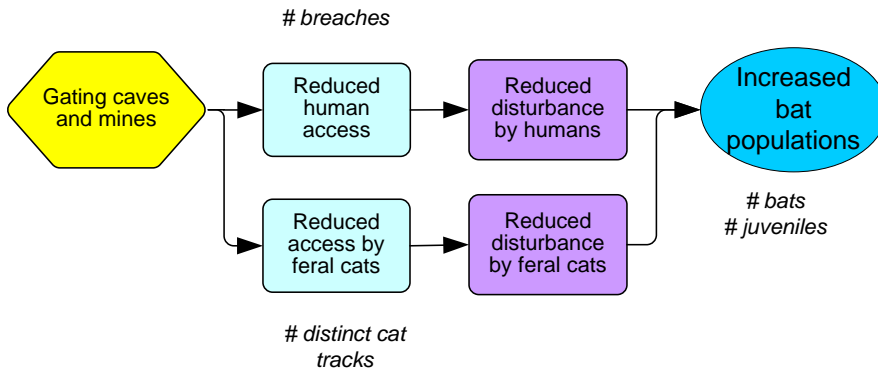 # breaches
Gating caves
and mines
Reduced
human
access
Reduced
disturbance
by humans
Increased
bat
populations
Reduced
access by
feral cats
Reduced
disturbance
by feral cats
# bats
# juveniles
# distinct cat
tracks